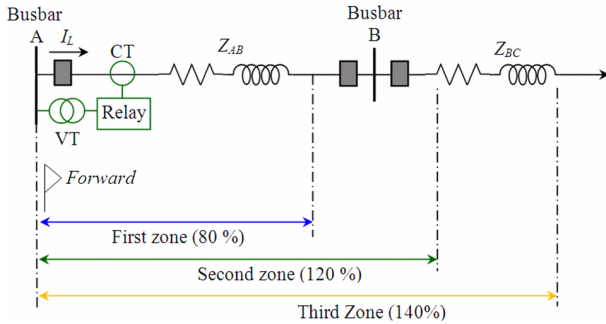 Busbar
A
I_L
CT
Z_AB
Busbar
B
Z_BC
Relay
VT
Forward
First zone (80 %)
Second zone (120 %)
Third Zone (140%)